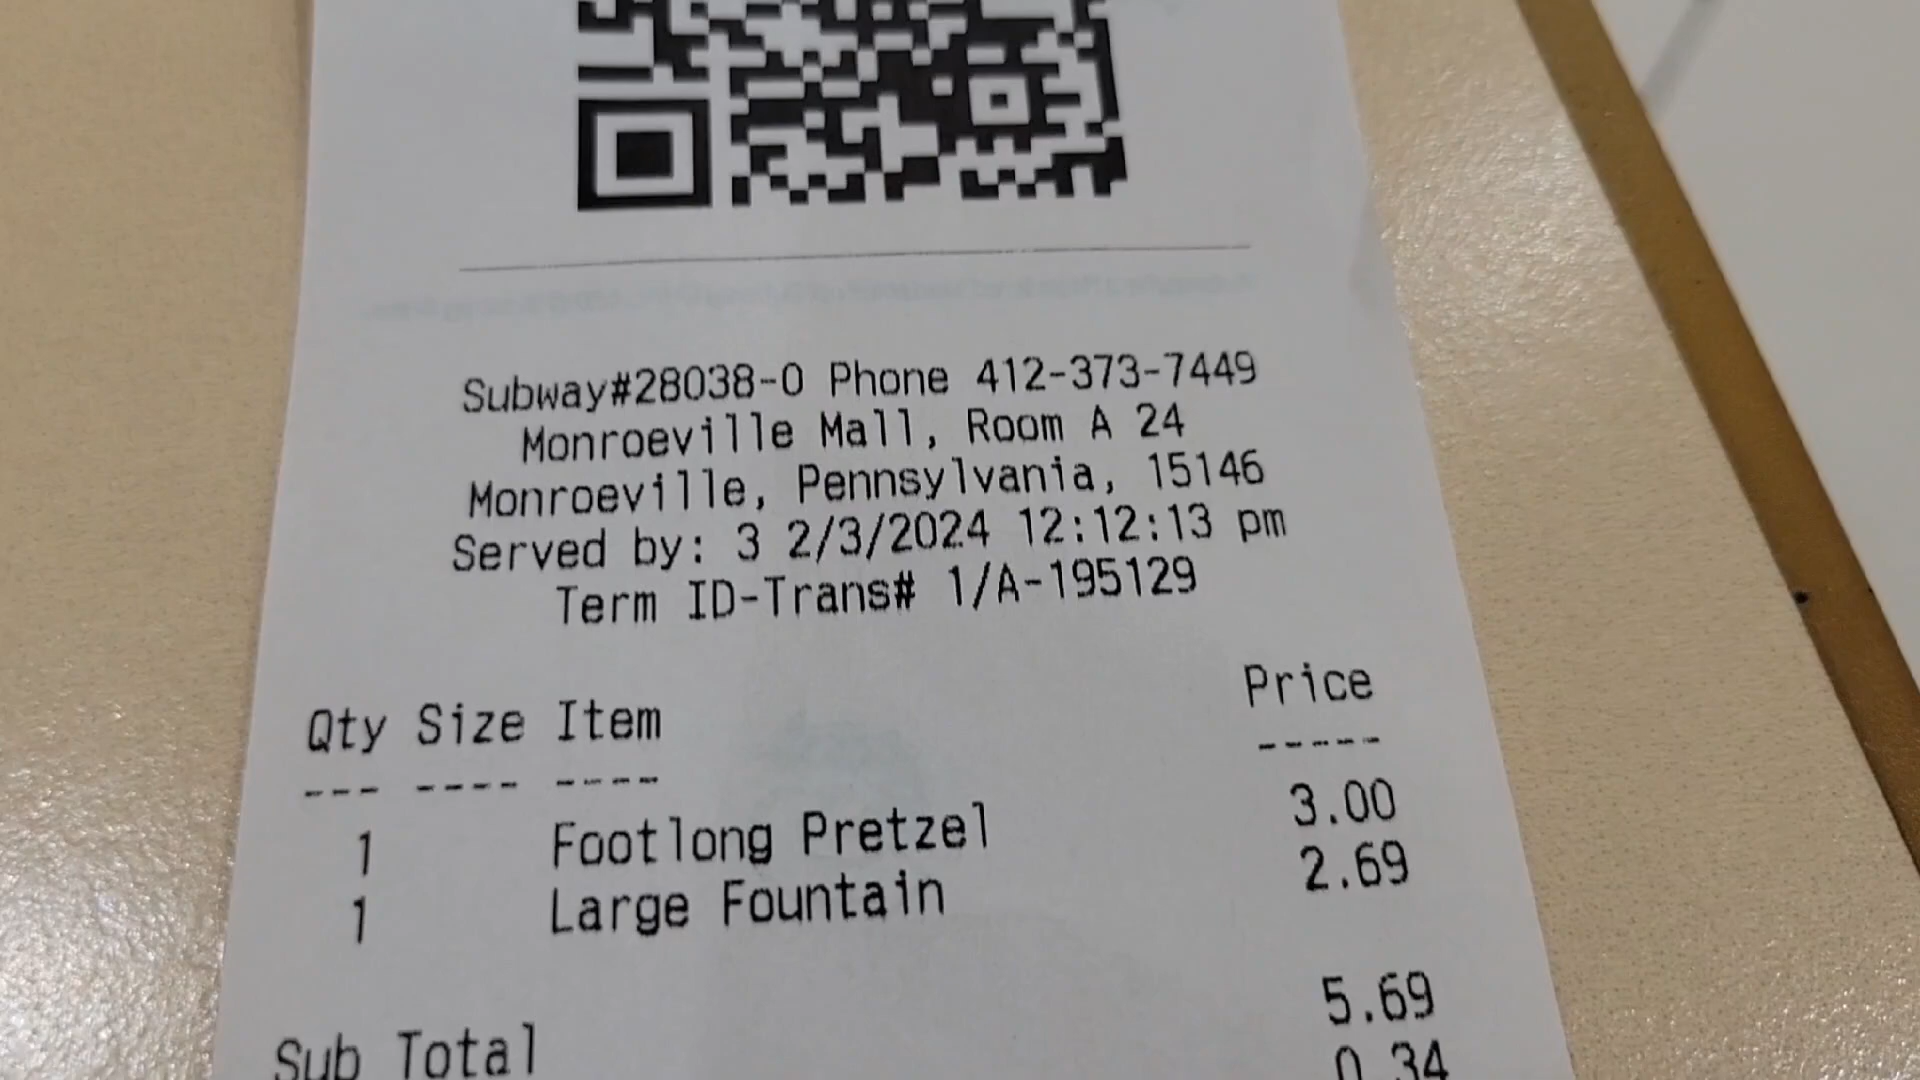 Subway#28038-0 Phone 412-373-7449
Monroeville Mall, Room A 24
Monroeville, Pennsylvania, 15146
Served by: 3 2/3/2024 12:12:13 pm
Term ID-Trans# 1/A-195129
Qty Size Item Price
--- ---- ---- -----
1 Footlong Pretzel 3.00
1 Large Fountain 2.69
Sub Total 5.69
0.34